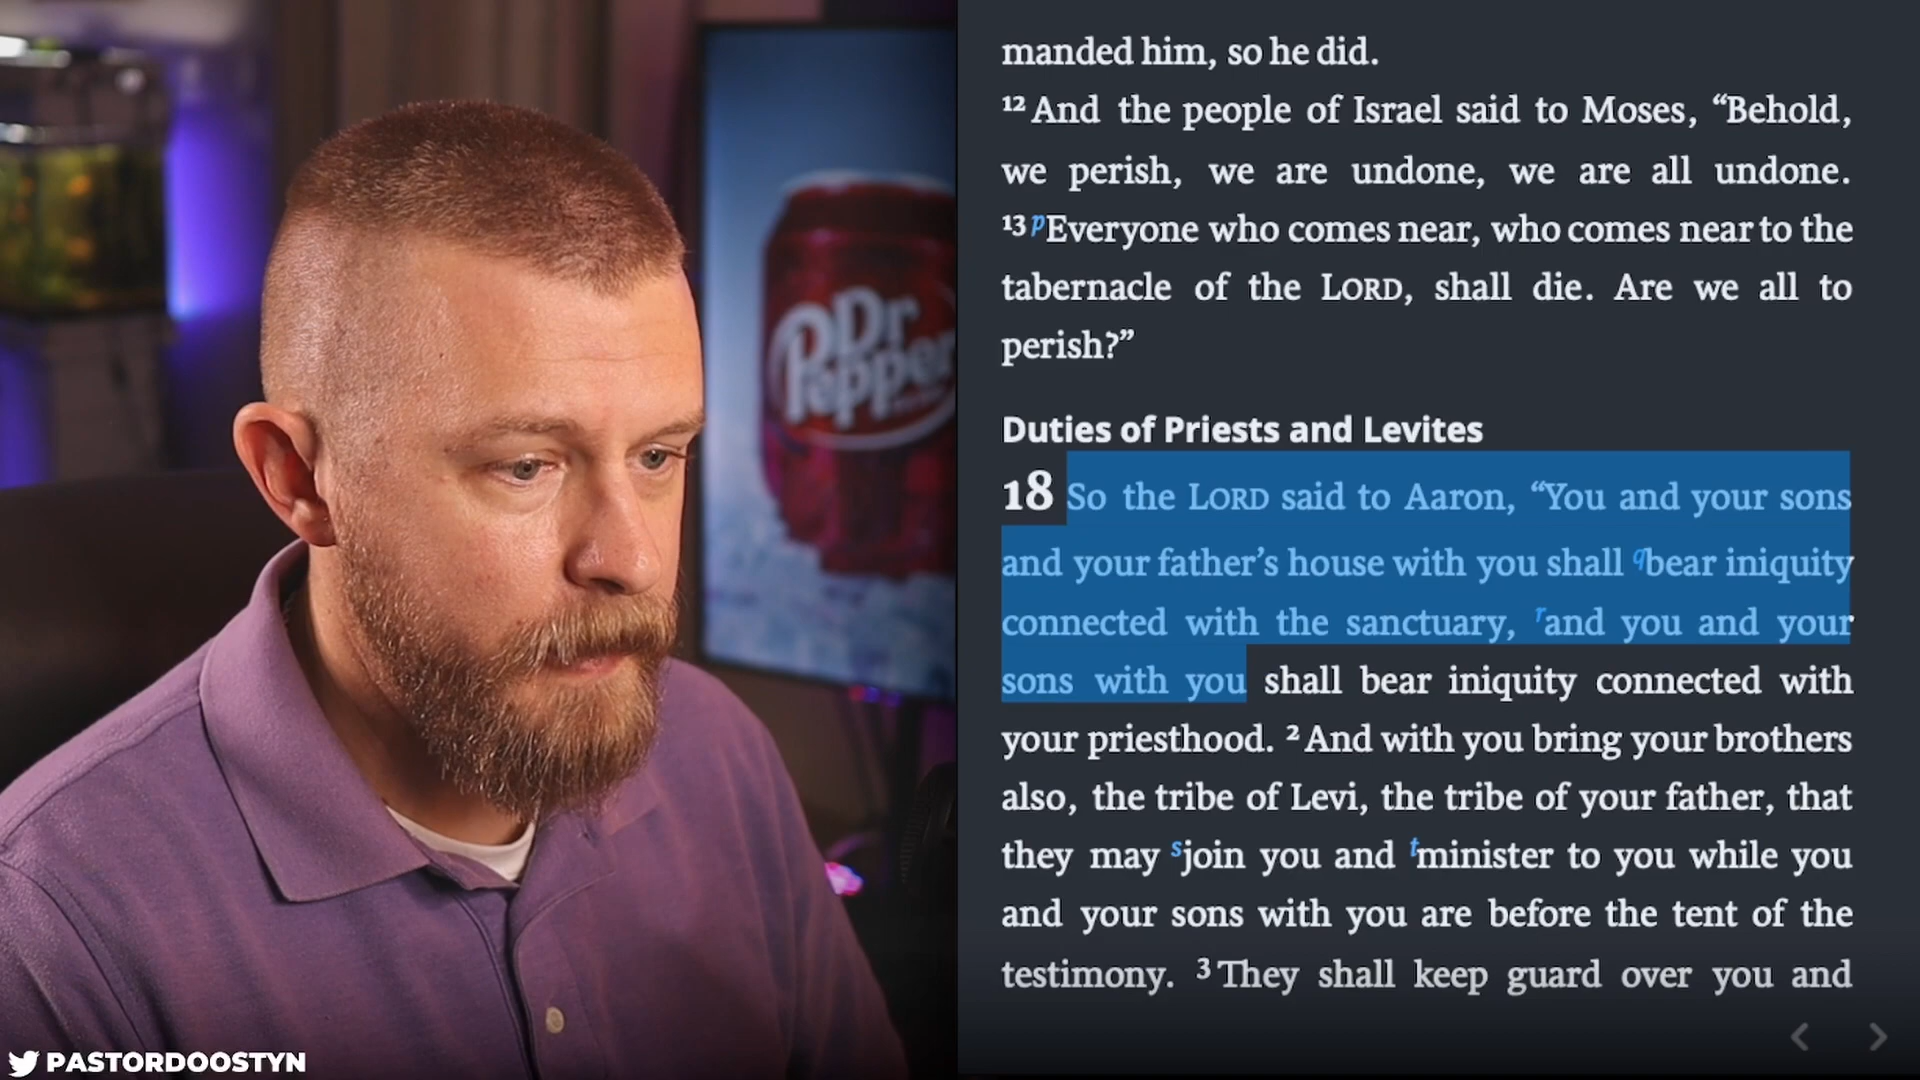 manded him, so he did.
12 And the people of Israel said to Moses, “Behold,
we perish, we are undone, we are all undone.
13 pEveryone who comes near, who comes near to the
tabernacle of the LORD, shall die. Are we all to
perish?”
Duties of Priests and Levites
18 So the LORD said to Aaron, “You and your sons
and your father’s house with you shall qbear iniquity
connected with the sanctuary, rand you and your
sons with you shall bear iniquity connected with
your priesthood. 2 And with you bring your brothers
also, the tribe of Levi, the tribe of your father, that
they may sjoin you and tminister to you while you
and your sons with you are before the tent of the
testimony. 3 They shall keep guard over you and
Dr
Pepper
PASTORDOOSTYN